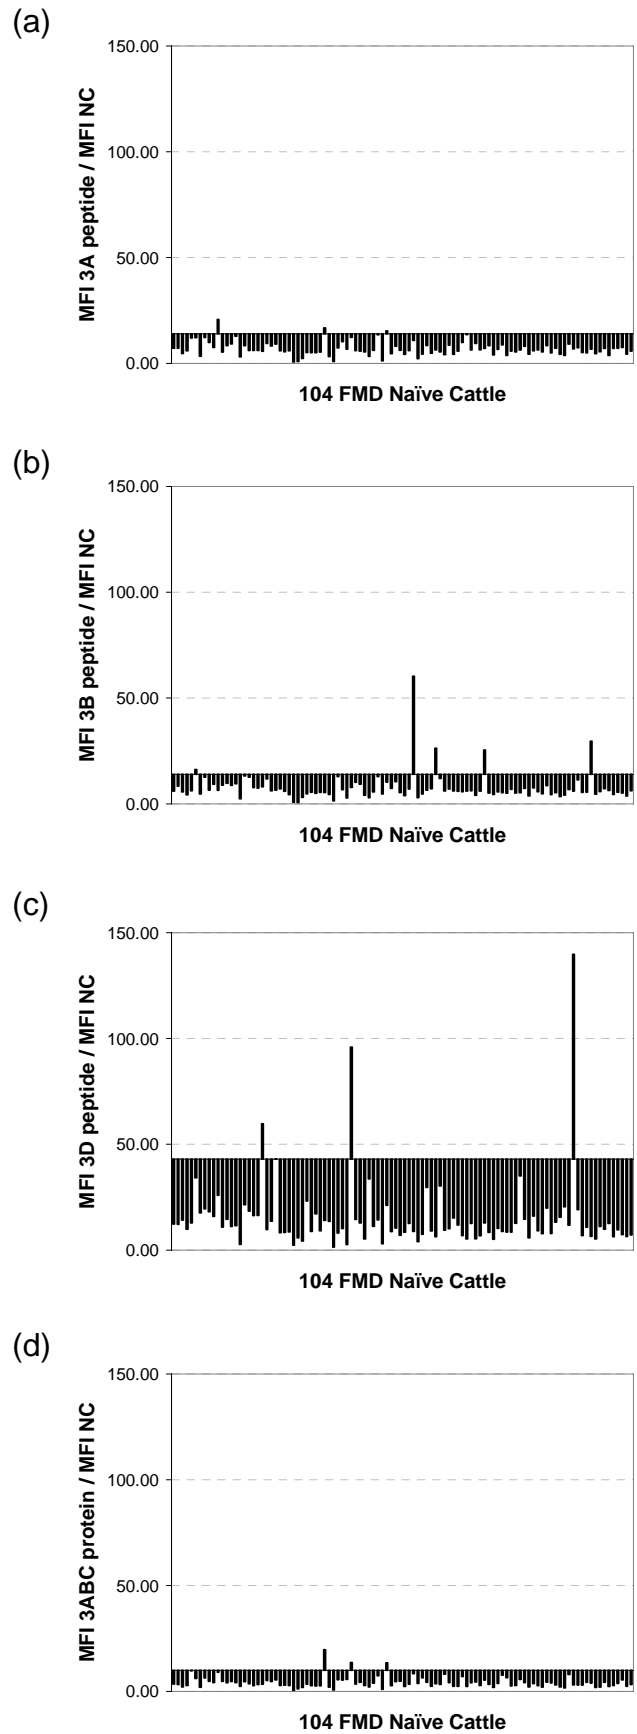 (a)
MFI 3A peptide / MFI NC
150.00
100.00
50.00
0.00
104 FMD Naïve Cattle
(b)
MFI 3B peptide / MFI NC
150.00
100.00
50.00
0.00
104 FMD Naïve Cattle
(c)
MFI 3D peptide / MFI NC
150.00
100.00
50.00
0.00
104 FMD Naïve Cattle
(d)
MFI 3ABC protein / MFI NC
150.00
100.00
50.00
0.00
104 FMD Naïve Cattle